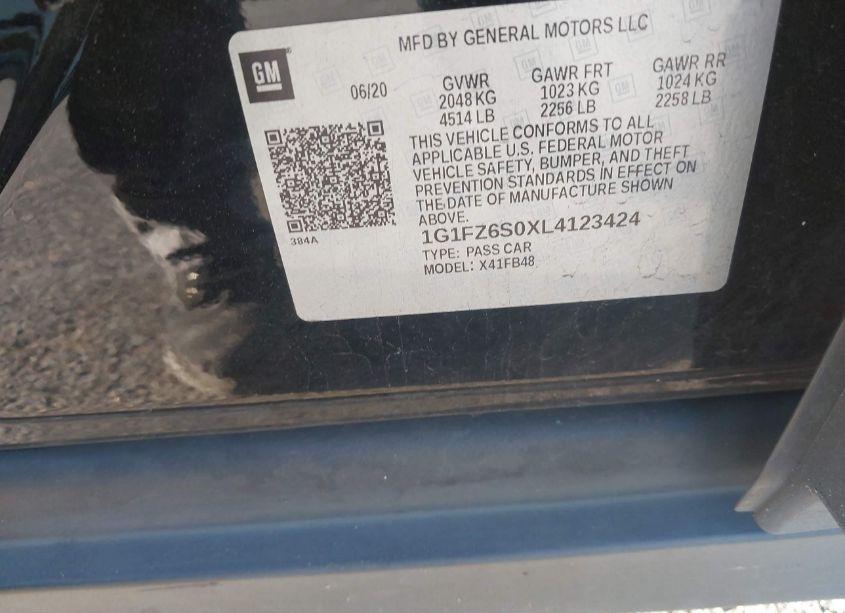 GM
MFD BY GENERAL MOTORS LLC
06/20
GVWR
2048 KG
4514 LB
GAWR FRT
1023 KG
2256 LB
GAWR RR
1024 KG
2258 LB
THIS VEHICLE CONFORMS TO ALL
APPLICABLE U.S. FEDERAL MOTOR
VEHICLE SAFETY, BUMPER, AND THEFT
PREVENTION STANDARDS IN EFFECT ON
THE DATE OF MANUFACTURE SHOWN
ABOVE.
384A
1G1FZ6S0XL4123424
TYPE: PASS CAR
MODEL: X41FB48